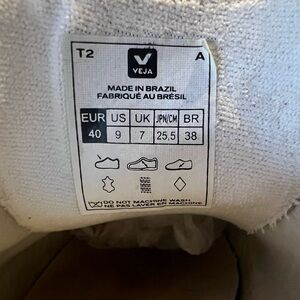 T2 V A
VEJA
MADE IN BRAZIL
FABRIQUÉ AU BRÉSIL
EUR US UK JPN/CM BR
40 9 7 25,5 38
DO NOT MACHINE WASH
NE PAS LAVER EN MACHINE